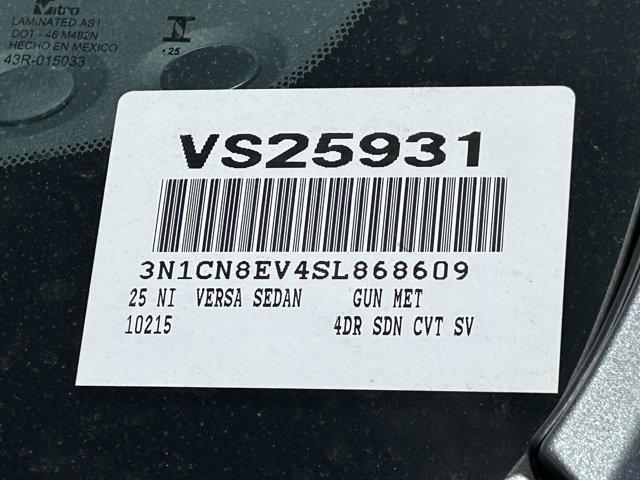 Vitro
LAMINATED AS1
DOT - 46 M482N
HECHO EN MEXICO
43R-015033
25
VS25931
3N1CN8EV4SL868609
25 NI VERSA SEDAN GUN MET
10215 4DR SDN CVT SV